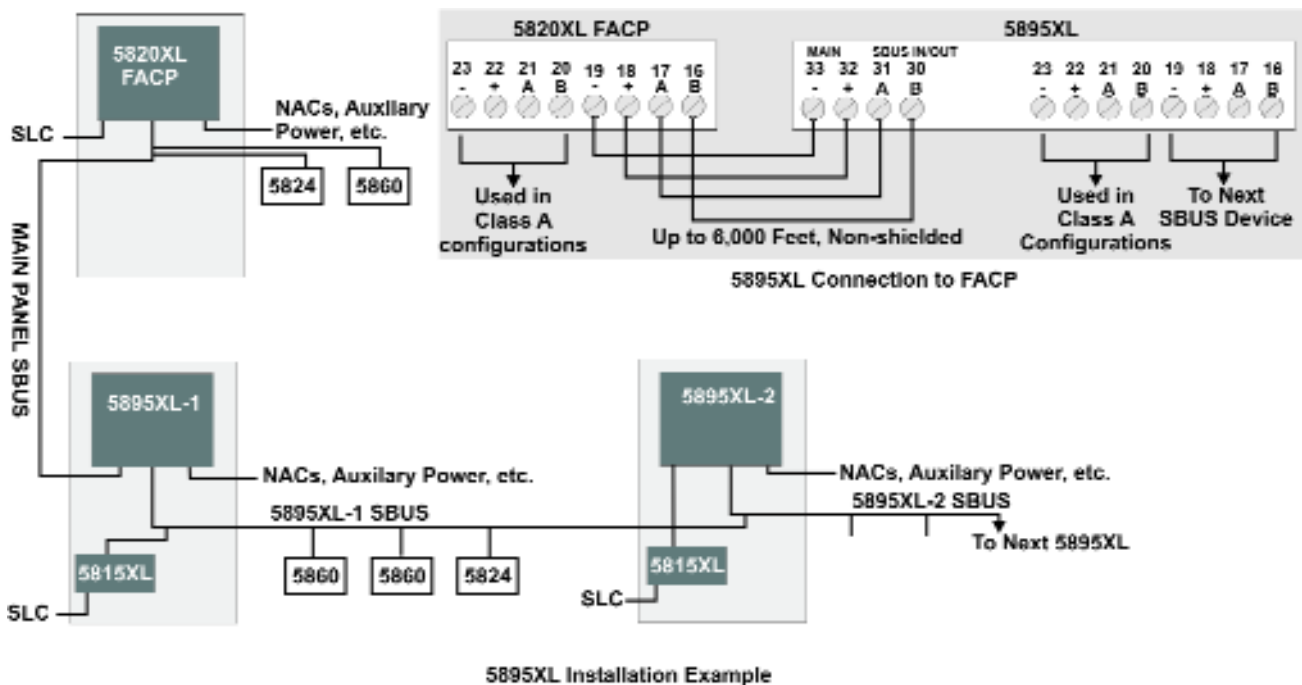 5820XL
FACP
SLC
NACs, Auxilary
Power, etc.
5824
5860
MAIN PANEL SBUS
5820XL FACP
23 22 21 20 19 18 17 16
- + A B - + A B
Used in
Class A
configurations
5895XL
MAIN SBUS IN/OUT
33 32 31 30 23 22 21 20 19 18 17 16
- + A B - + A B - + A B
Used in
Class A
Configurations
To Next
SBUS Device
Up to 6,000 Feet, Non-shielded
5895XL Connection to FACP
5895XL-1
NACs, Auxilary Power, etc.
5895XL-1 SBUS
5815XL
SLC
5860
5860
5824
5895XL-2
NACs, Auxilary Power, etc.
5895XL-2 SBUS
To Next 5895XL
5815XL
SLC
5895XL Installation Example